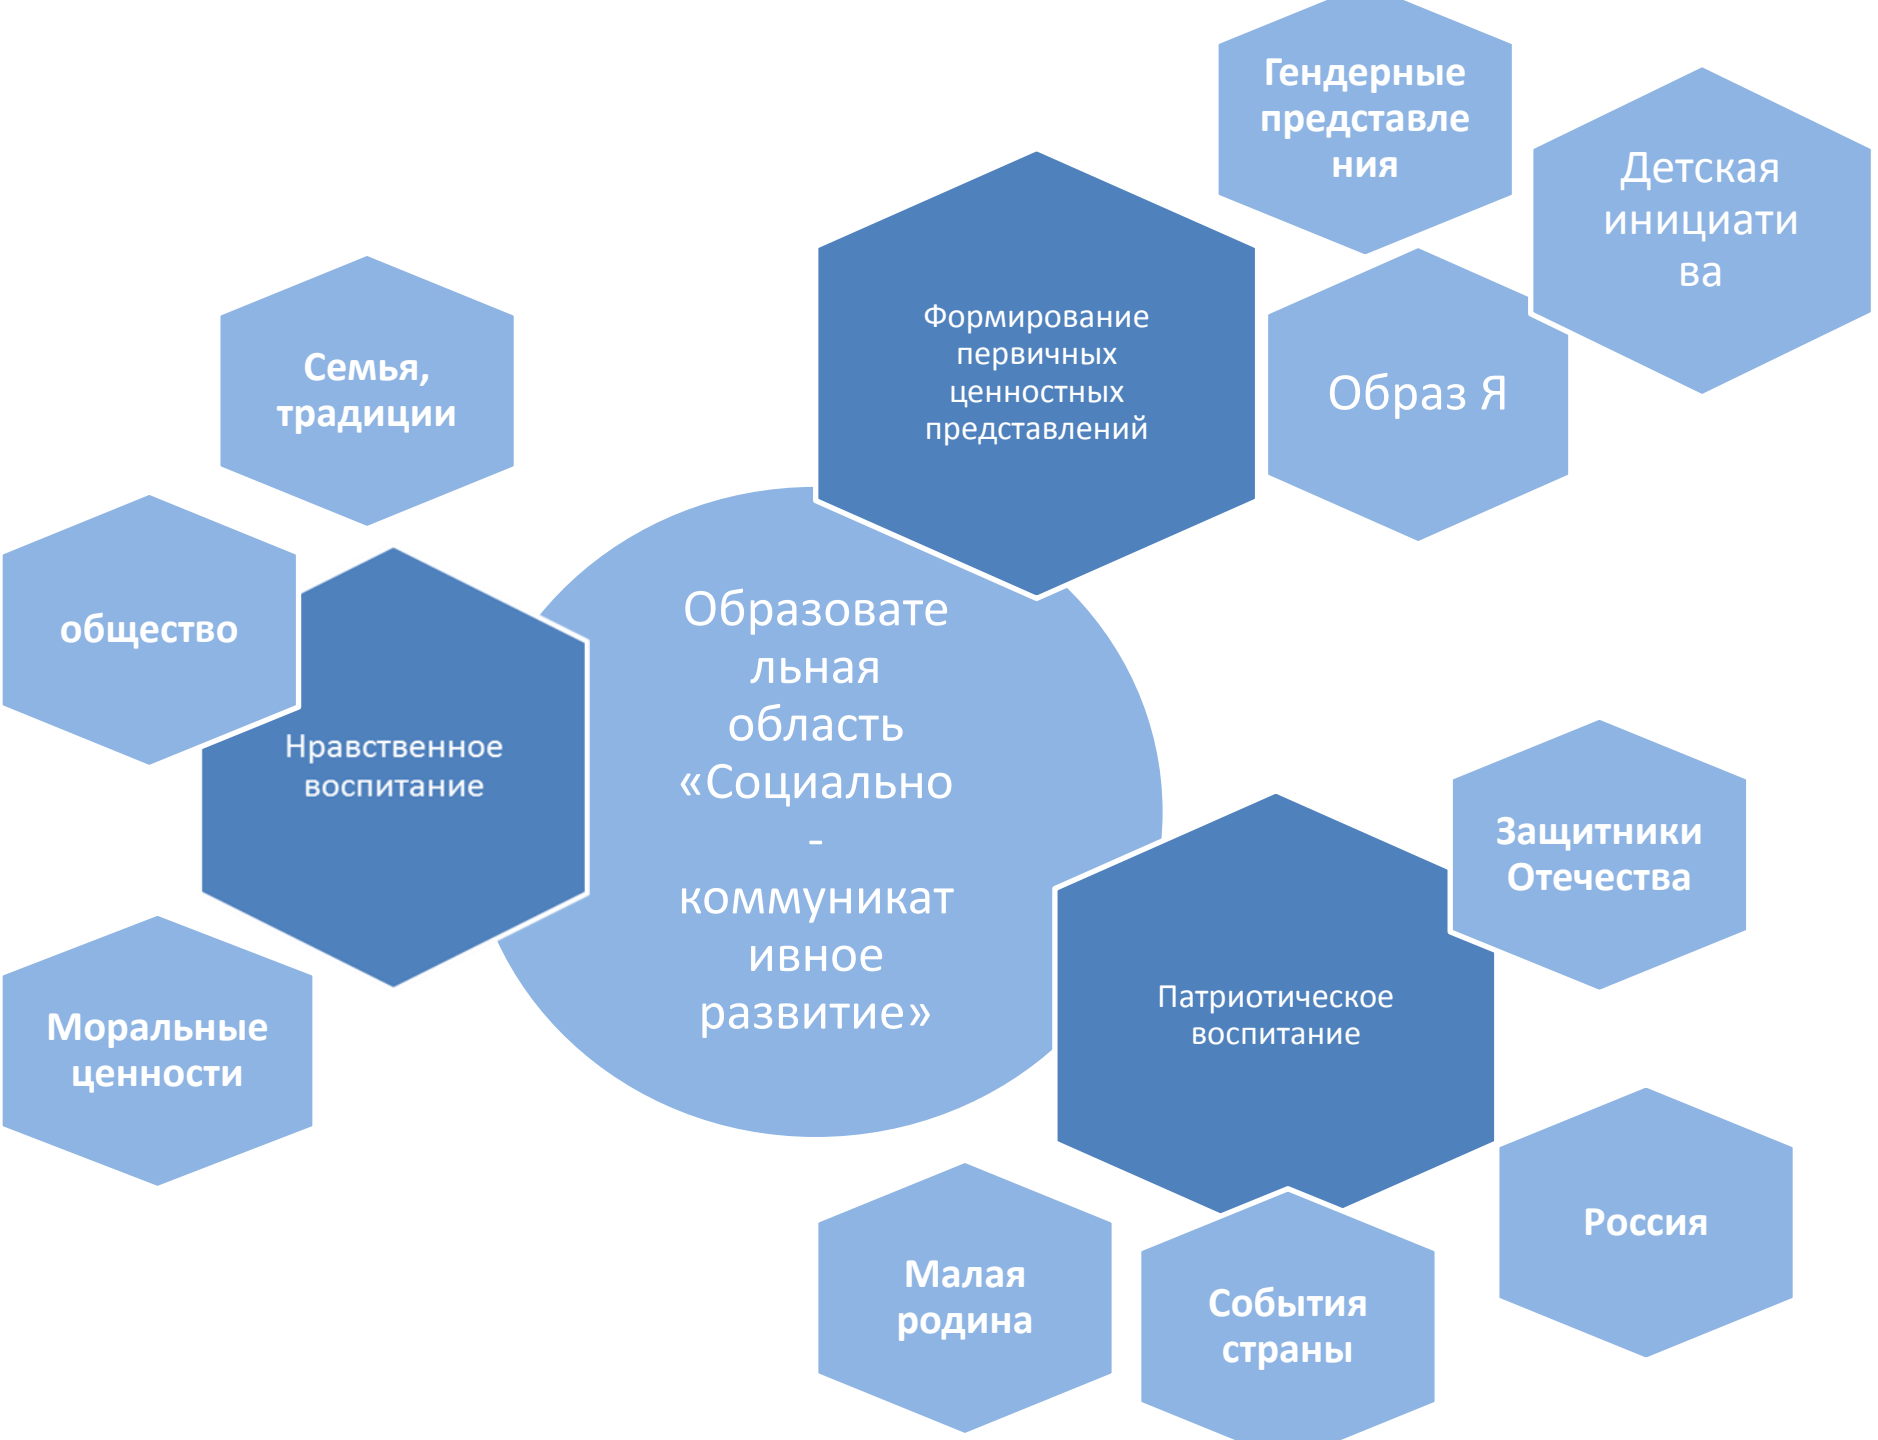 Гендерные
представле
ния
Детская
инициати
ва
Формирование
первичных
ценностных
представлений
Образ Я
Семья,
традиции
общество
Нравственное
воспитание
Моральные
ценности
Образовате
льная
область
«Социально
-
коммуникат
ивное
развитие»
Защитники
Отечества
Патриотическое
воспитание
Россия
Малая
родина
События
страны